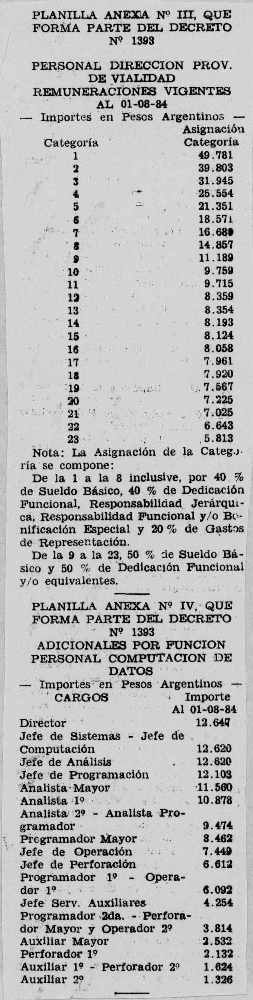 PLANILLA ANEXA Nº III, QUE
FORMA PARTE DEL DECRETO
Nº 1393
PERSONAL DIRECCION PROV.
DE VIALIDAD
REMUNERACIONES VIGENTES
AL 01-08-84
— Importes en Pesos Argentinos —
Asignación
Categoría Categoría
1 49.781
2 39.803
3 31.945
4 25.554
5 21.351
6 18.571
7
8 14.857
9 11.189
10 9.759
11 9.715
12 8.359
13 8.354
14 8.193
15 8.124
16 8.058
17 7.961
18 7.920
19 7.567
20 7.225
21 7.025
22 6.643
23 5.813
Nota: La Asignación de la Catego-
ría se compone:
De la 1 a la 8 inclusive, por 40 %
de Sueldo Básico, 40 % de Dedicación
Funcional, Responsabilidad Jerárqui-
ca, Responsabilidad Funcional y/o Bo-
nificación Especial y 20 % de Gastos
de Representación.
De la 9 a la 23, 50 % de Sueldo Bá-
sico y 50 % de Dedicación Funcional
y/o equivalentes.
PLANILLA ANEXA Nº IV, QUE
FORMA PARTE DEL DECRETO
Nº 1393
ADICIONALES POR FUNCION
PERSONAL COMPUTACION DE
DATOS
— Importes en Pesos Argentinos —
CARGOS Importe
Al 01-08-84
Director 12.647
Jefe de Sistemas - Jefe de
Computación 12.620
Jefe de Análisis 12.620
Jefe de Programación 12.103
Analista Mayor 11.560
Analista 1º 10.878
Analista 2º - Analista Pro-
gramador 9.474
Programador Mayor 8.462
Jefe de Operación 7.449
Jefe de Perforación 6.612
Programador 1º - Opera-
dor 1º 6.092
Jefe Serv. Auxiliares 4.254
Programador 2da. - Perfora-
dor Mayor y Operador 2º 3.814
Auxiliar Mayor 2.532
Perforador 1º 2.132
Auxiliar 1º - Perforador 2º 1.624
Auxiliar 2º 1.326